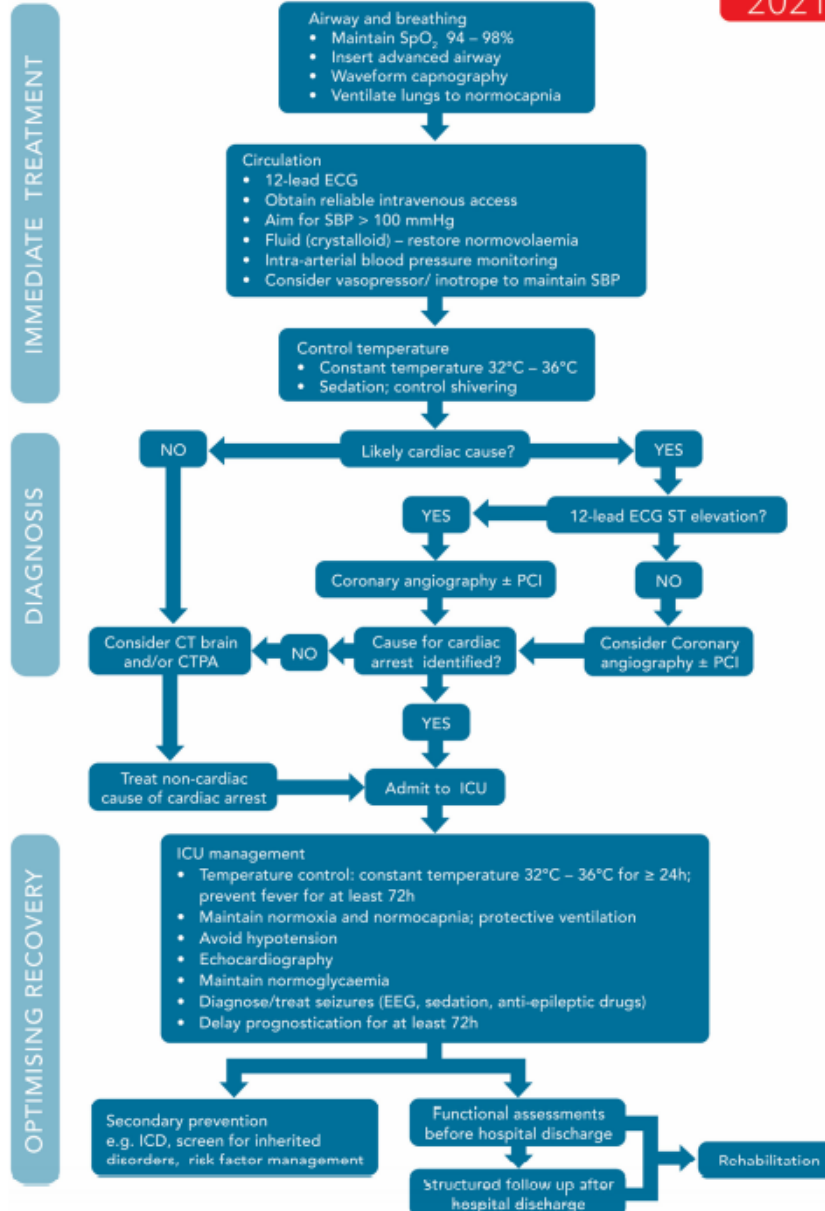 2021
Airway and breathing
• Maintain SpO₂ 94 – 98%
• Insert advanced airway
• Waveform capnography
• Ventilate lungs to normocapnia
IMMEDIATE TREATMENT
Circulation
• 12-lead ECG
• Obtain reliable intravenous access
• Aim for SBP > 100 mmHg
• Fluid (crystalloid) – restore normovolaemia
• Intra-arterial blood pressure monitoring
• Consider vasopressor/ inotrope to maintain SBP
Control temperature
• Constant temperature 32°C – 36°C
• Sedation; control shivering
DIAGNOSIS
NO
Likely cardiac cause?
YES
YES
12-lead ECG ST elevation?
Coronary angiography ± PCI
NO
Consider CT brain
and/or CTPA
NO
Cause for cardiac
arrest identified?
Consider Coronary
angiography ± PCI
YES
Treat non-cardiac
cause of cardiac arrest
Admit to ICU
OPTIMISING RECOVERY
ICU management
• Temperature control: constant temperature 32°C – 36°C for ≥ 24h;
prevent fever for at least 72h
• Maintain normoxia and normocapnia; protective ventilation
• Avoid hypotension
• Echocardiography
• Maintain normoglycaemia
• Diagnose/treat seizures (EEG, sedation, anti-epileptic drugs)
• Delay prognostication for at least 72h
Secondary prevention
e.g. ICD, screen for inherited
disorders, risk factor management
Functional assessments
before hospital discharge
Structured follow up after
hospital discharge
Rehabilitation